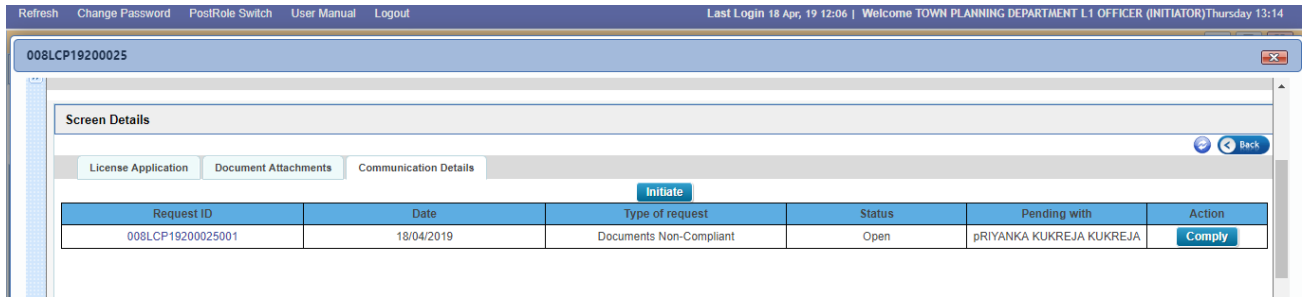 Refresh Change Password PostRole Switch User Manual Logout Last Login 18 Apr, 19 12:06 | Welcome TOWN PLANNING DEPARTMENT L1 OFFICER (INITIATOR)Thursday 13:14
008LCP19200025
Screen Details
Back
License Application Document Attachments Communication Details
Initiate
Request ID Date Type of request Status Pending with Action
008LCP19200025001 18/04/2019 Documents Non-Compliant Open pRIYANKA KUKREJA KUKREJA Comply